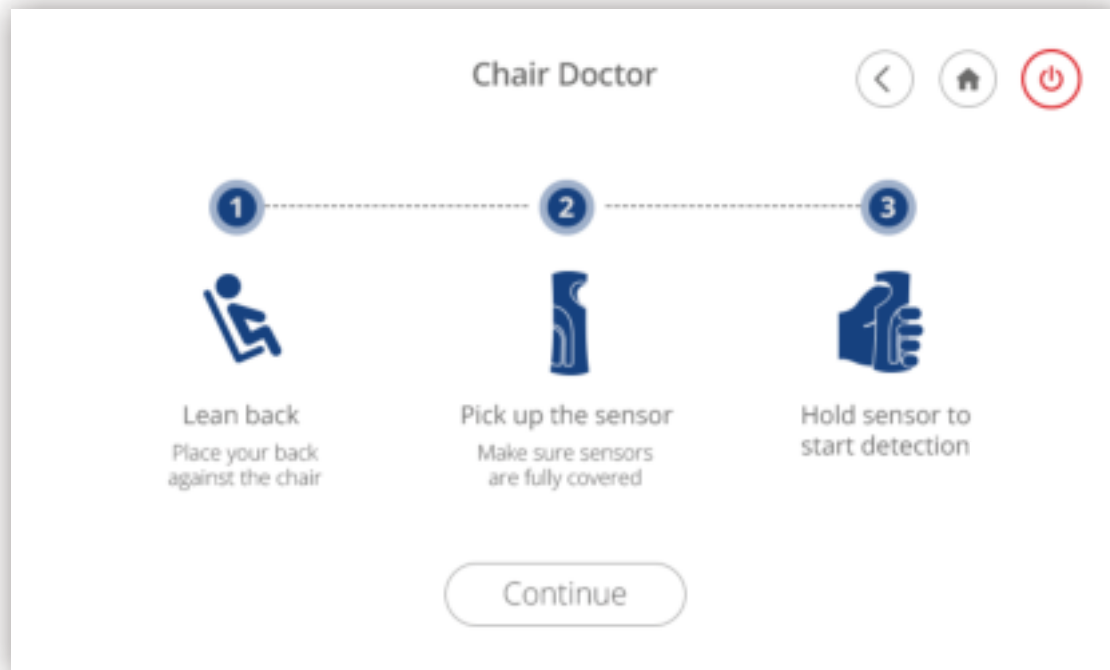 Chair Doctor
1
2
3
Lean back
Place your back
against the chair
Pick up the sensor
Make sure sensors
are fully covered
Hold sensor to
start detection
Continue